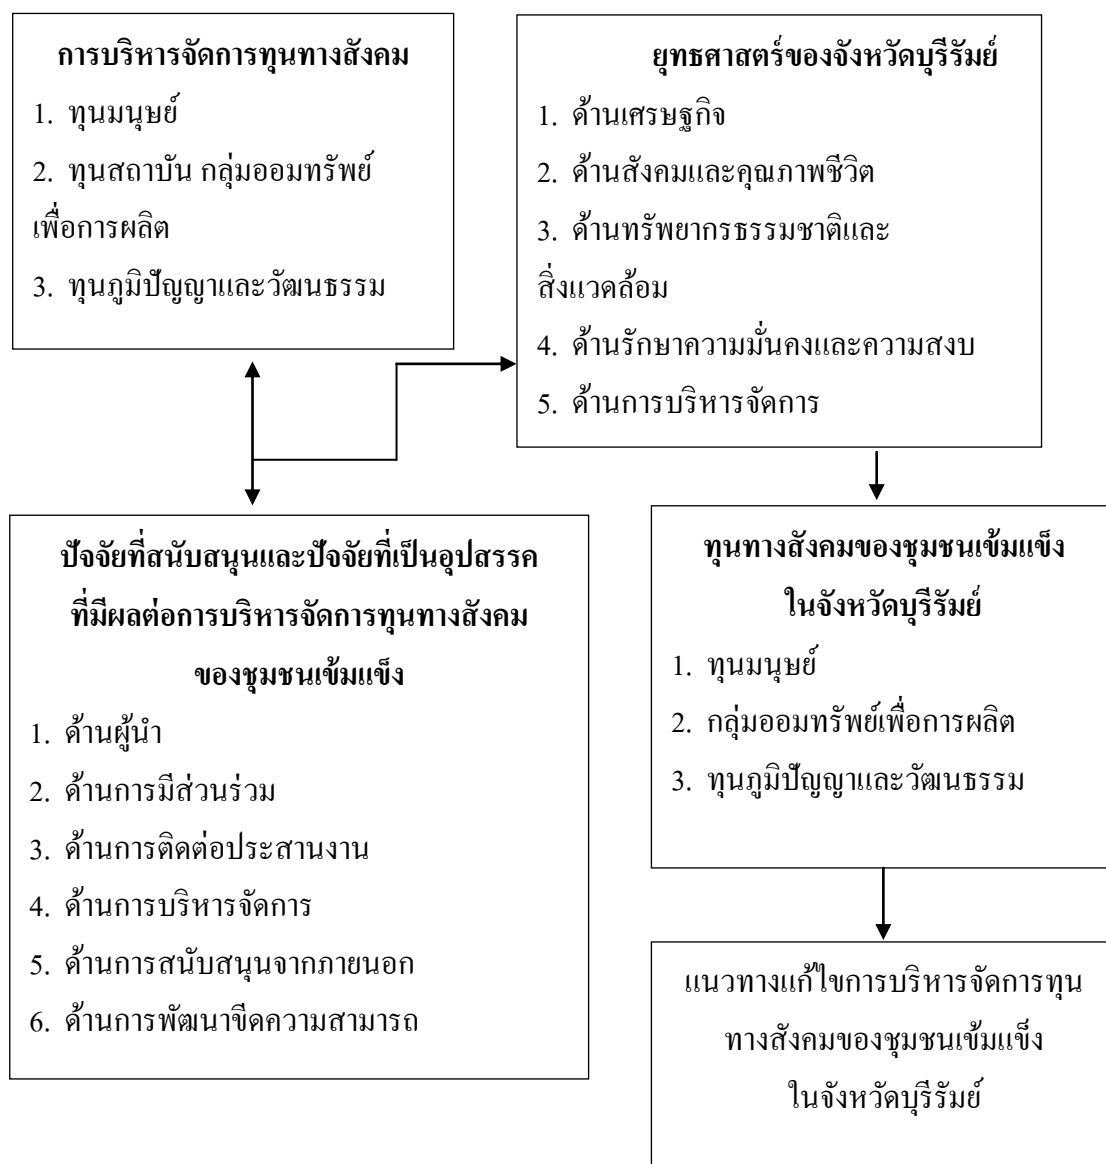 การบริหารจัดการทุนทางสังคม
1. ทุนมนุษย์
2. ทุนสถาบัน กลุ่มออมทรัพย์
เพื่อการผลิต
3. ทุนภูมิปัญญาและวัฒนธรรม
ยุทธศาสตร์ของจังหวัดบุรีรัมย์
1. ด้านเศรษฐกิจ
2. ด้านสังคมและคุณภาพชีวิต
3. ด้านทรัพยากรธรรมชาติและ
สิ่งแวดล้อม
4. ด้านรักษาความมั่นคงและความสงบ
5. ด้านการบริหารจัดการ
ปัจจัยที่สนับสนุนและปัจจัยที่เป็นอุปสรรค
ที่มีผลต่อการบริหารจัดการทุนทางสังคม
ของชุมชนเข้มแข็ง
1. ด้านผู้นำ
2. ด้านการมีส่วนร่วม
3. ด้านการติดต่อประสานงาน
4. ด้านการบริหารจัดการ
5. ด้านการสนับสนุนจากภายนอก
6. ด้านการพัฒนาขีดความสามารถ
ทุนทางสังคมของชุมชนเข้มแข็ง
ในจังหวัดบุรีรัมย์
1. ทุนมนุษย์
2. กลุ่มออมทรัพย์เพื่อการผลิต
3. ทุนภูมิปัญญาและวัฒนธรรม
แนวทางแก้ไขการบริหารจัดการทุน
ทางสังคมของชุมชนเข้มแข็ง
ในจังหวัดบุรีรัมย์